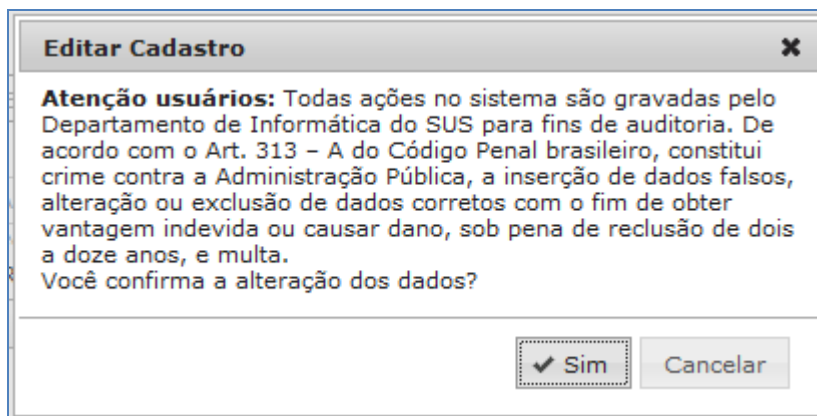 Editar Cadastro
Atenção usuários: Todas ações no sistema são gravadas pelo
Departamento de Informática do SUS para fins de auditoria. De
acordo com o Art. 313 – A do Código Penal brasileiro, constitui
crime contra a Administração Pública, a inserção de dados falsos,
alteração ou exclusão de dados corretos com o fim de obter
vantagem indevida ou causar dano, sob pena de reclusão de dois
a doze anos, e multa.
Você confirma a alteração dos dados?
Sim Cancelar